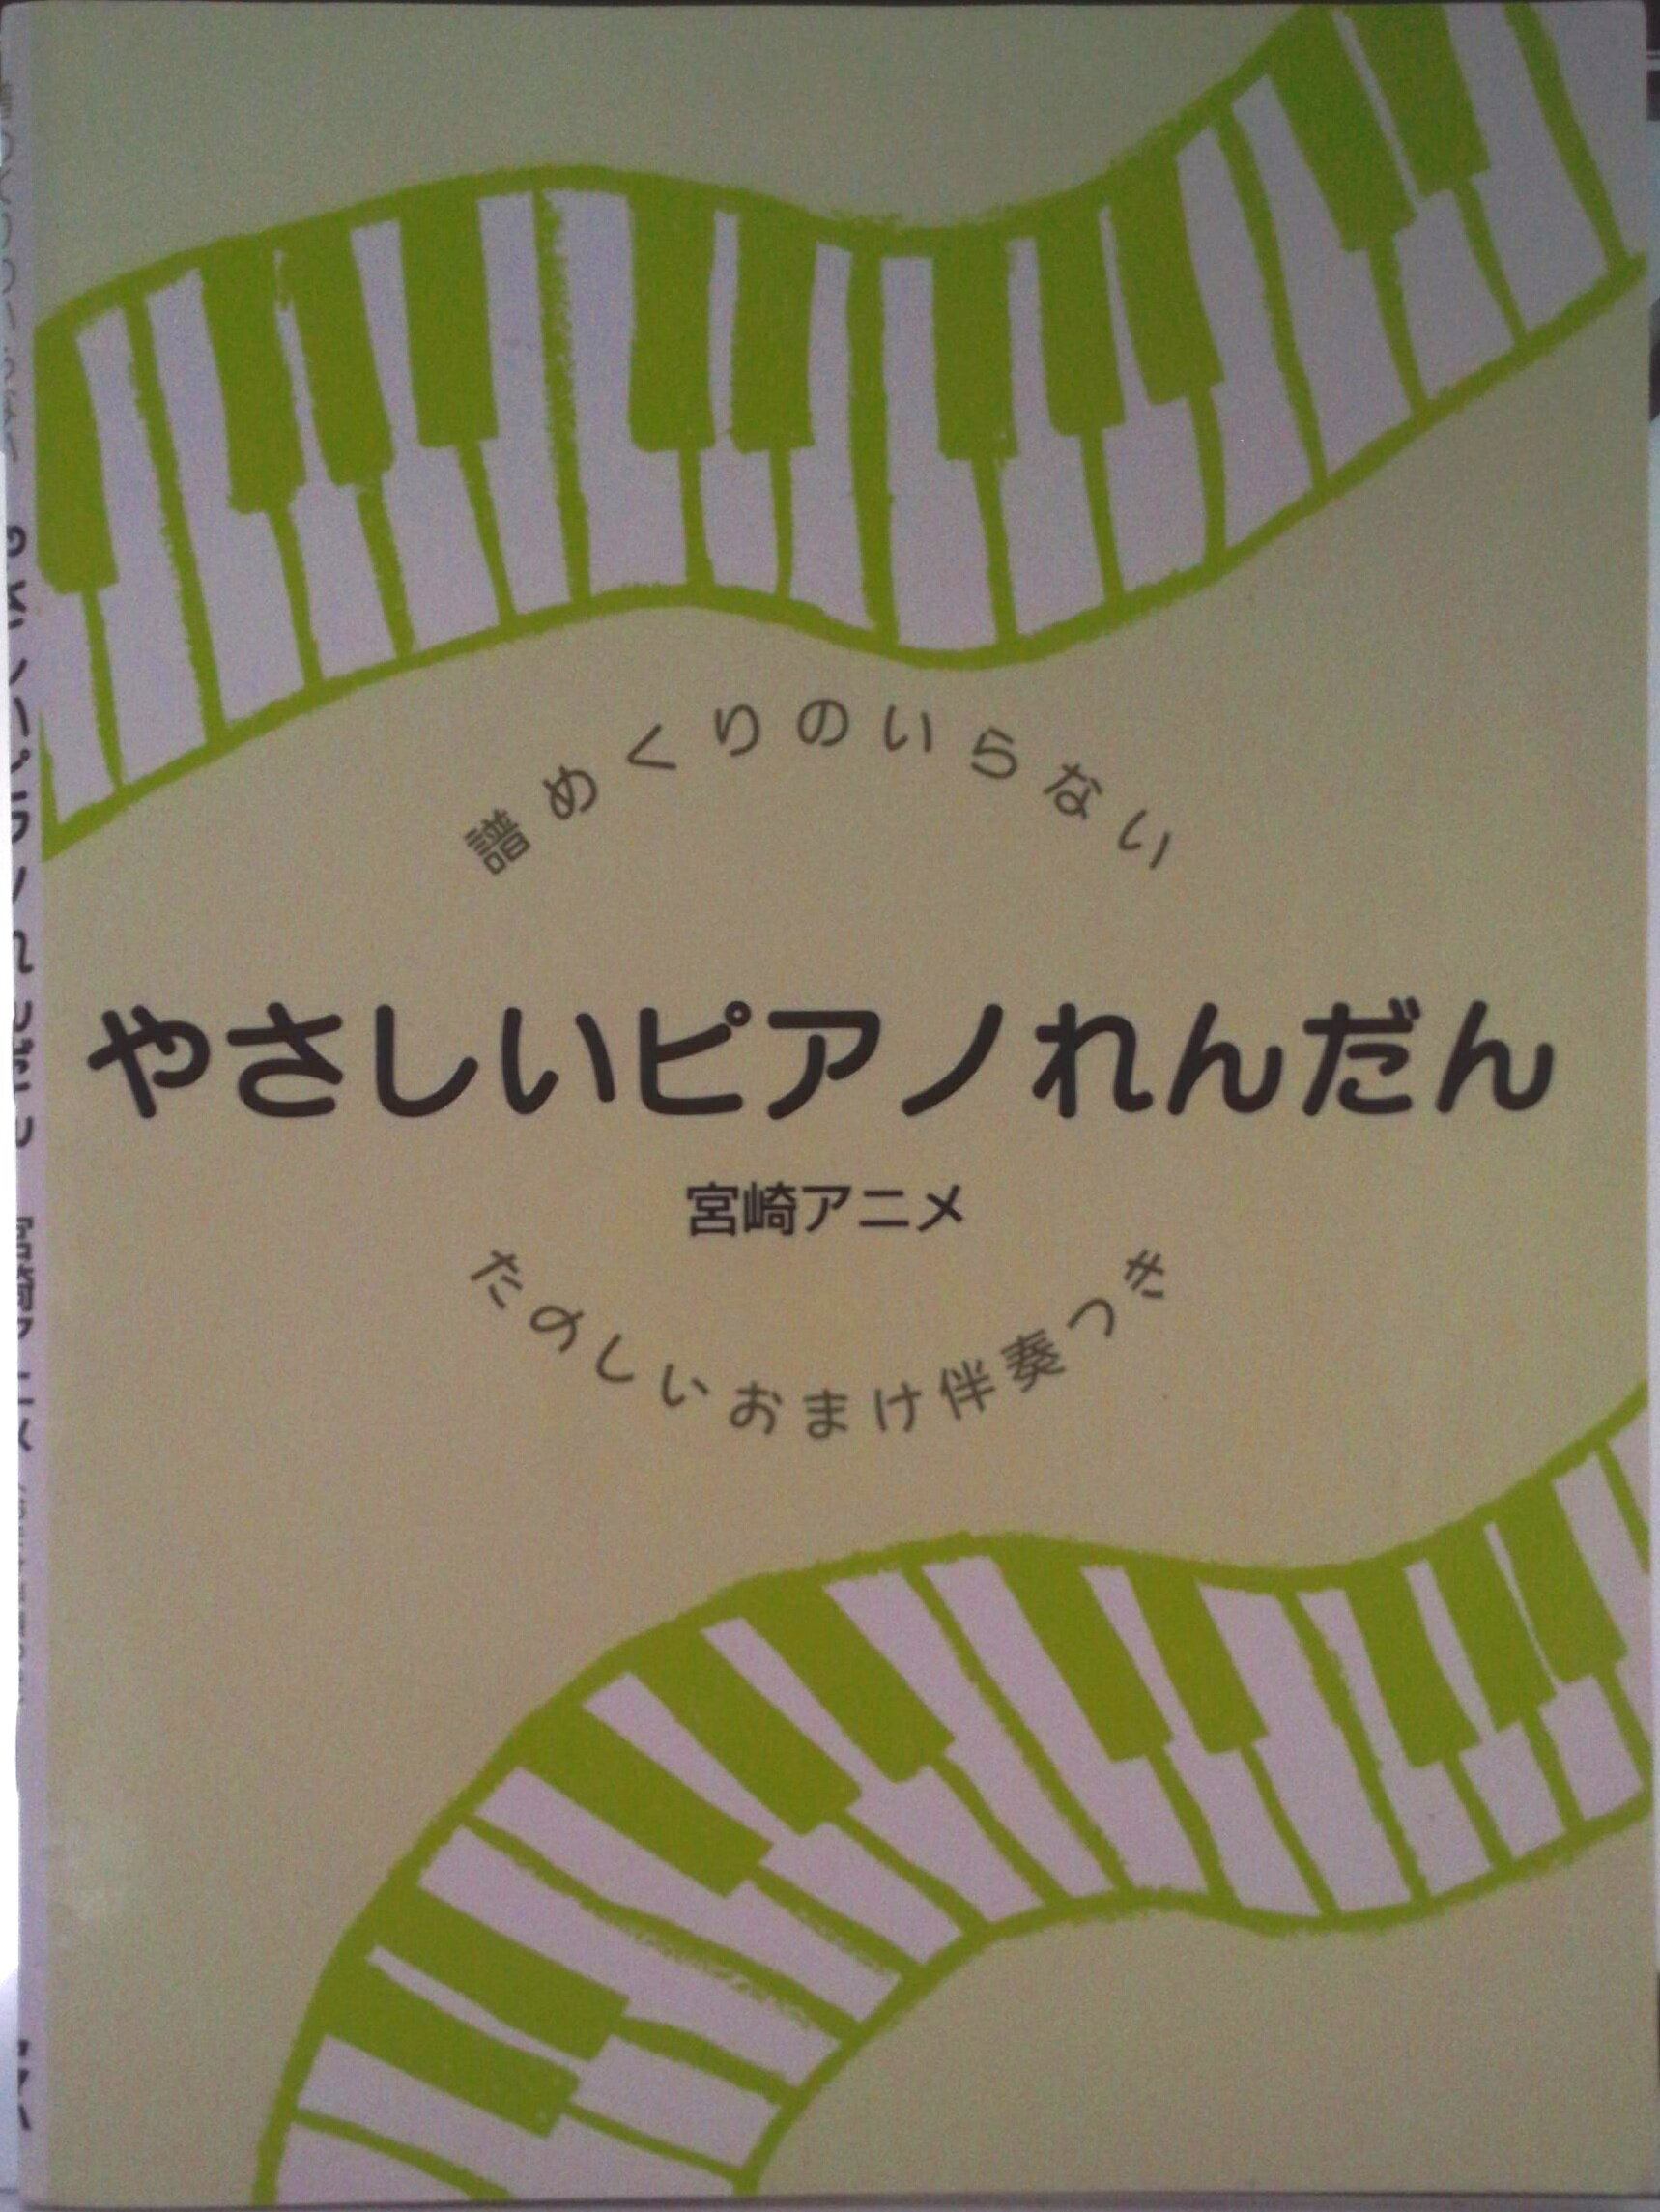 譜めくりのいらない
やさしいピアノれんだん
宮崎アニメ
たのしいおまけ伴奏つき